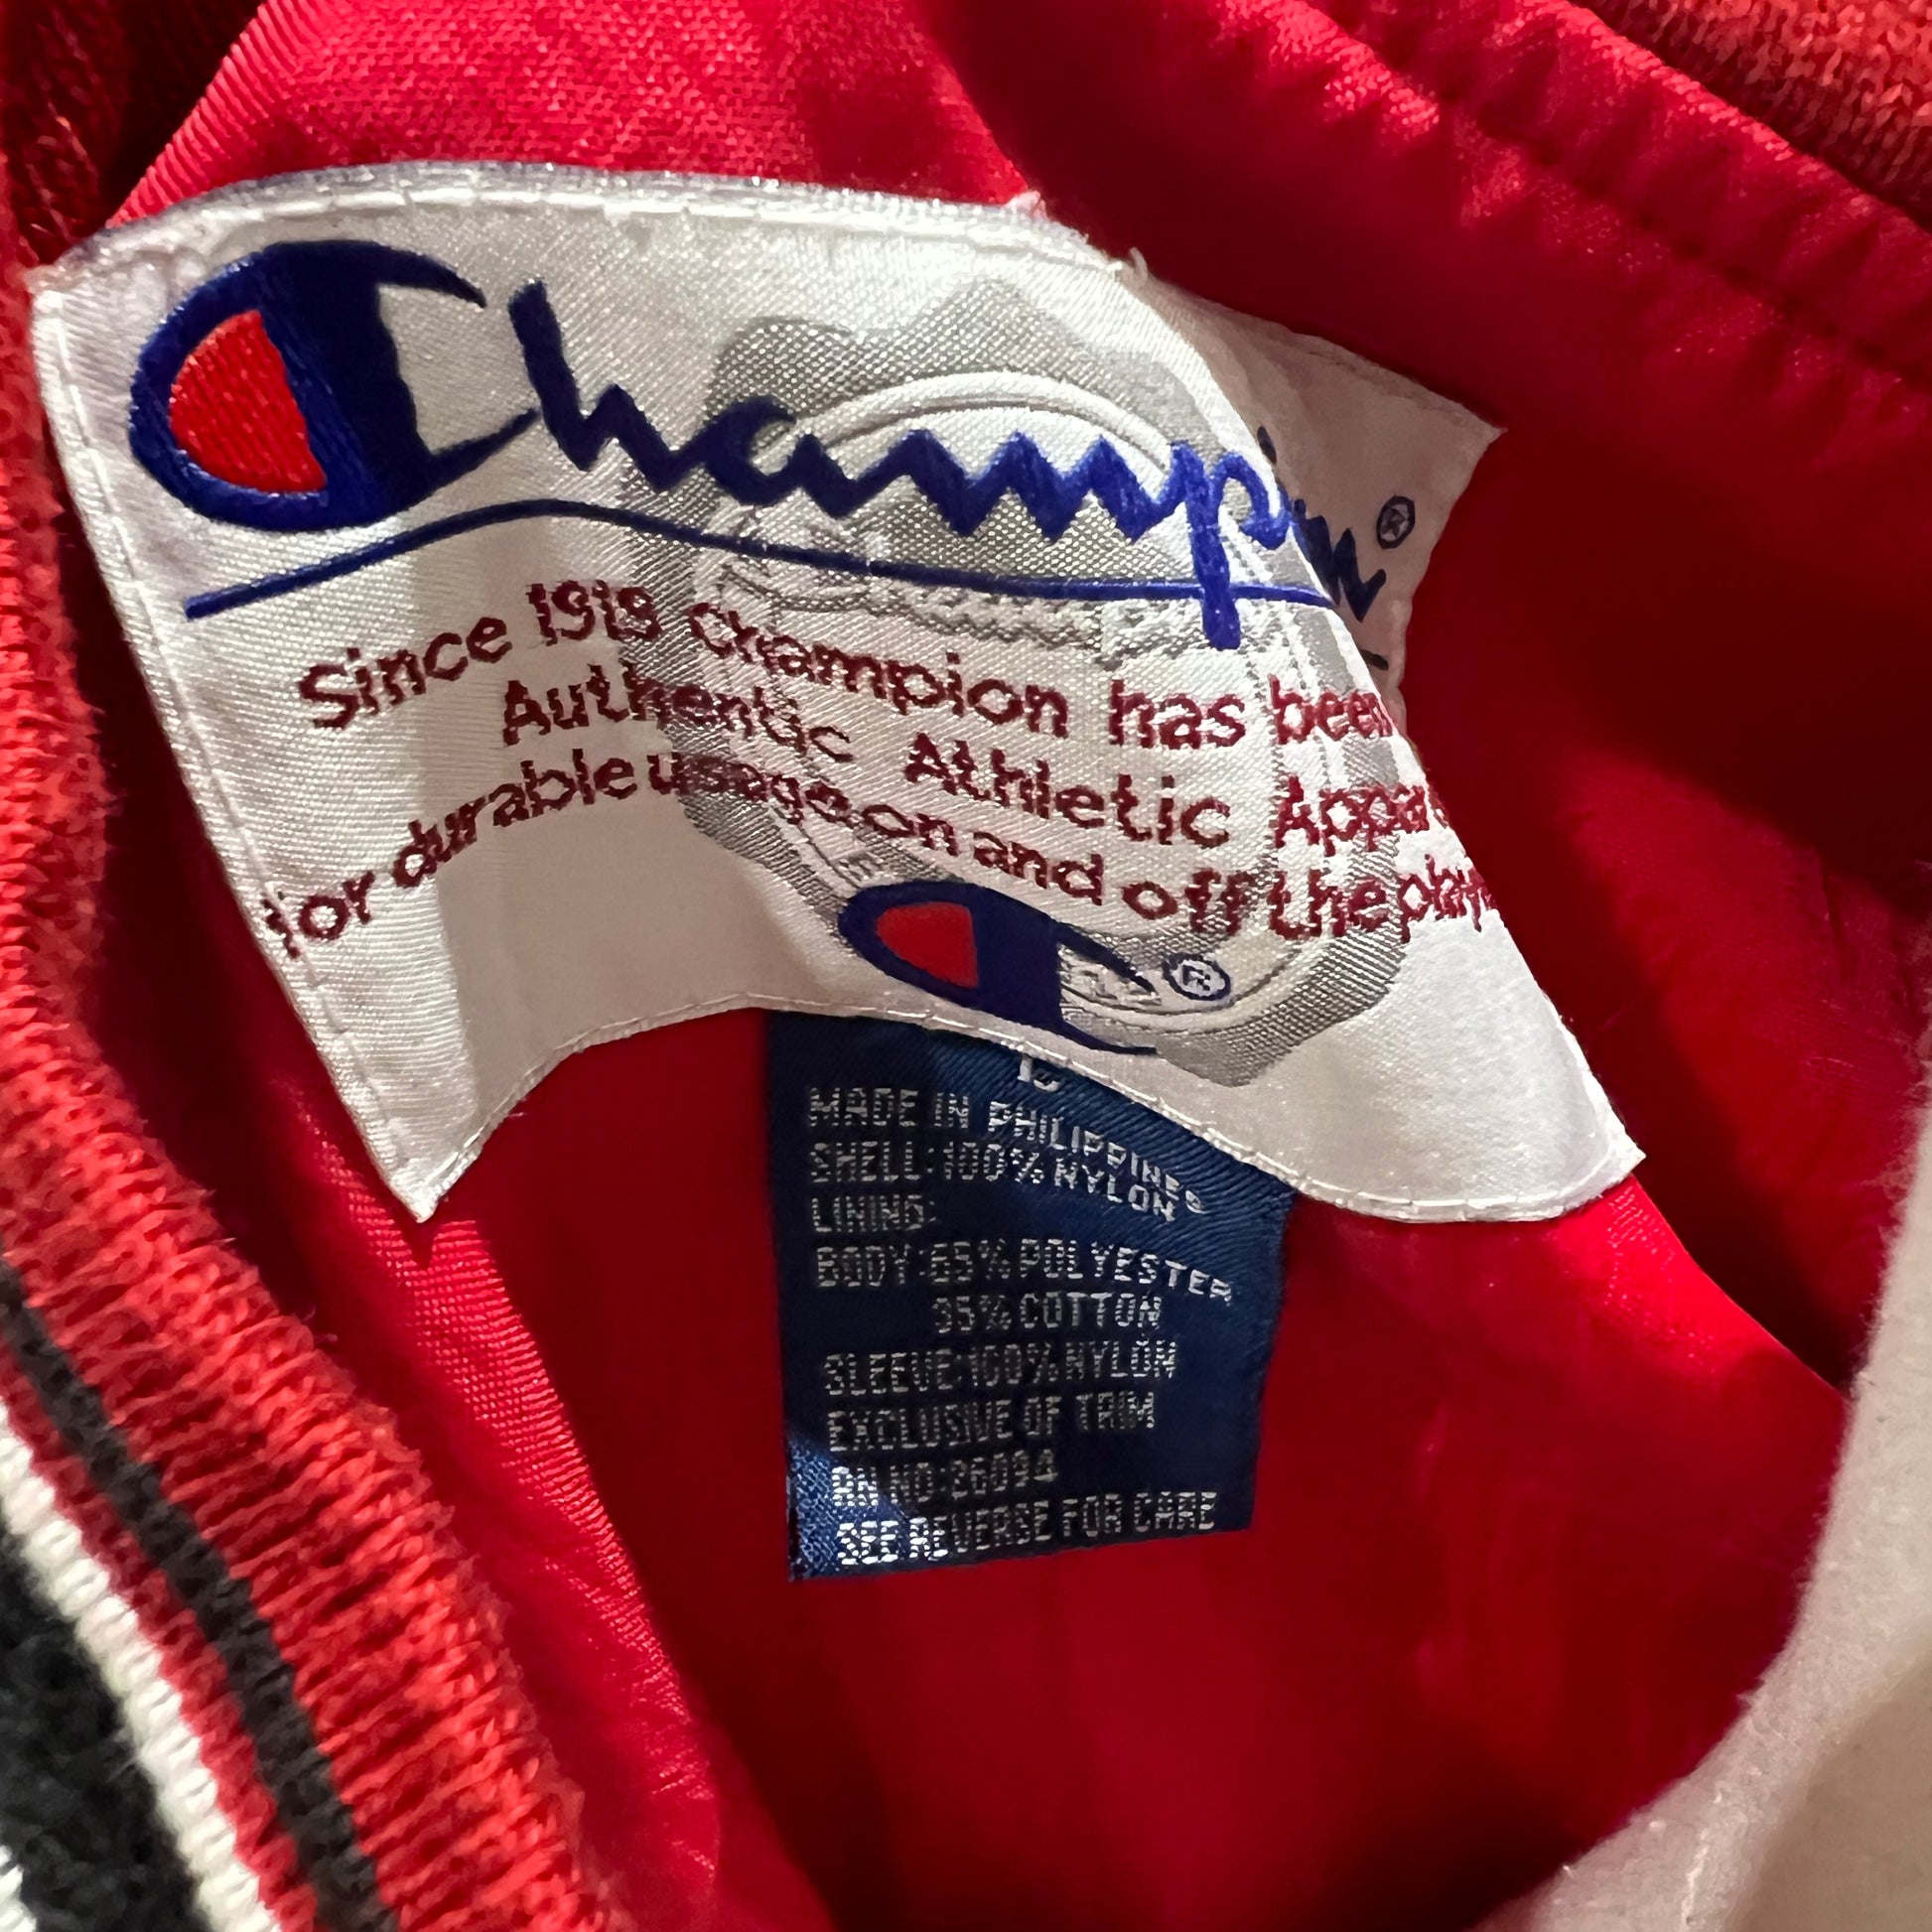 Champion ®
Since 1919 Champion has been
Authentic Athletic
for durable usage on and off the
C ®
L
MADE IN PHILIPPINES
SHELL: 100% NYLON
LINING:
BODY: 65% POLYESTER
35% COTTON
SLEEVE: 100% NYLON
EXCLUSIVE OF TRIM
RN NO: 26094
SEE REVERSE FOR CARE